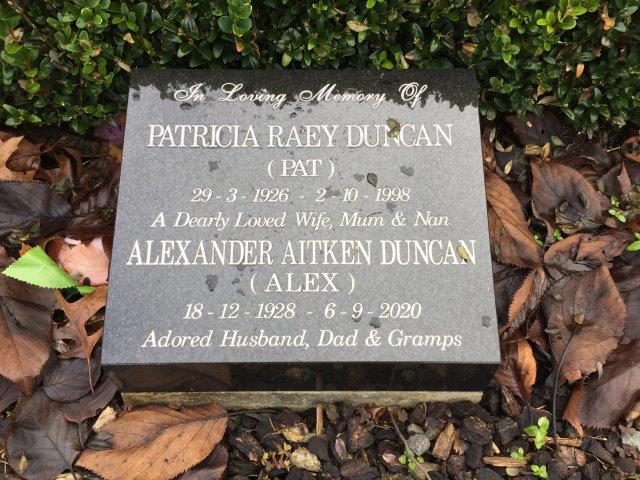 In Loving Memory Of
PATRICIA RAEY DUNCAN
( PAT )
29 - 3 - 1926 - 2 - 10 - 1998
A Dearly Loved Wife, Mum & Nan
ALEXANDER AITKEN DUNCAN
( ALEX )
18 - 12 - 1928 - 6 - 9 - 2020
Adored Husband, Dad & Gramps